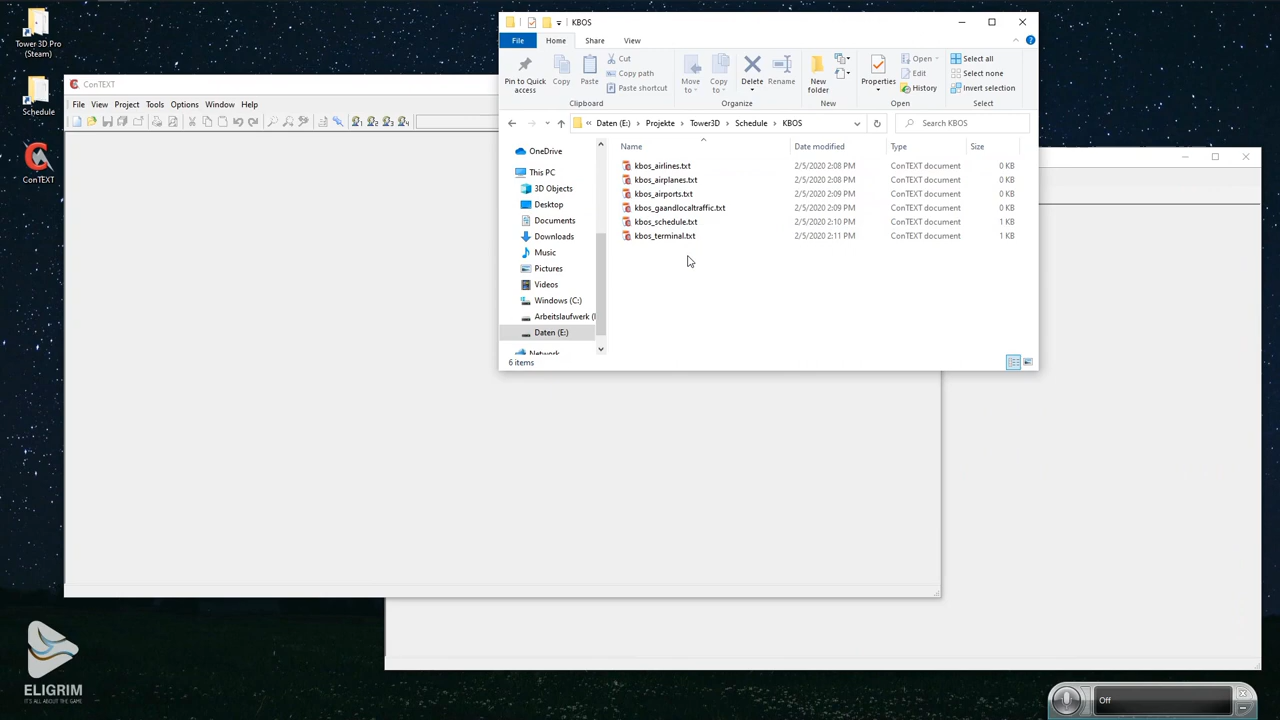 Tower 3D Pro
(Steam)
Schedule
ConTEXT
ConTEXT
File View Project Tools Options Window Help
KBOS
File Home Share View
Pin to Quick
access
Copy
Paste
Cut
Copy path
Paste shortcut
Clipboard
Move
to
Copy
to
Delete
Rename
Organize
New
folder
New
Properties
Open
Edit
History
Open
Select all
Select none
Invert selection
Select
« Daten (E:) Projekte Tower3D Schedule KBOS
Search KBOS
Name Date modified Type Size
kbos_airlines.txt 2/5/2020 2:08 PM ConTEXT document 0 KB
kbos_airplanes.txt 2/5/2020 2:08 PM ConTEXT document 0 KB
kbos_airports.txt 2/5/2020 2:09 PM ConTEXT document 0 KB
kbos_gaandlocaltraffic.txt 2/5/2020 2:09 PM ConTEXT document 0 KB
kbos_schedule.txt 2/5/2020 2:10 PM ConTEXT document 1 KB
kbos_terminal.txt 2/5/2020 2:11 PM ConTEXT document 1 KB
OneDrive
This PC
3D Objects
Desktop
Documents
Downloads
Music
Pictures
Videos
Windows (C:)
Arbeitslaufwerk (
Daten (E:)
Network
6 items
ELIGRIM
IT'S ALL ABOUT THE GAME
Off